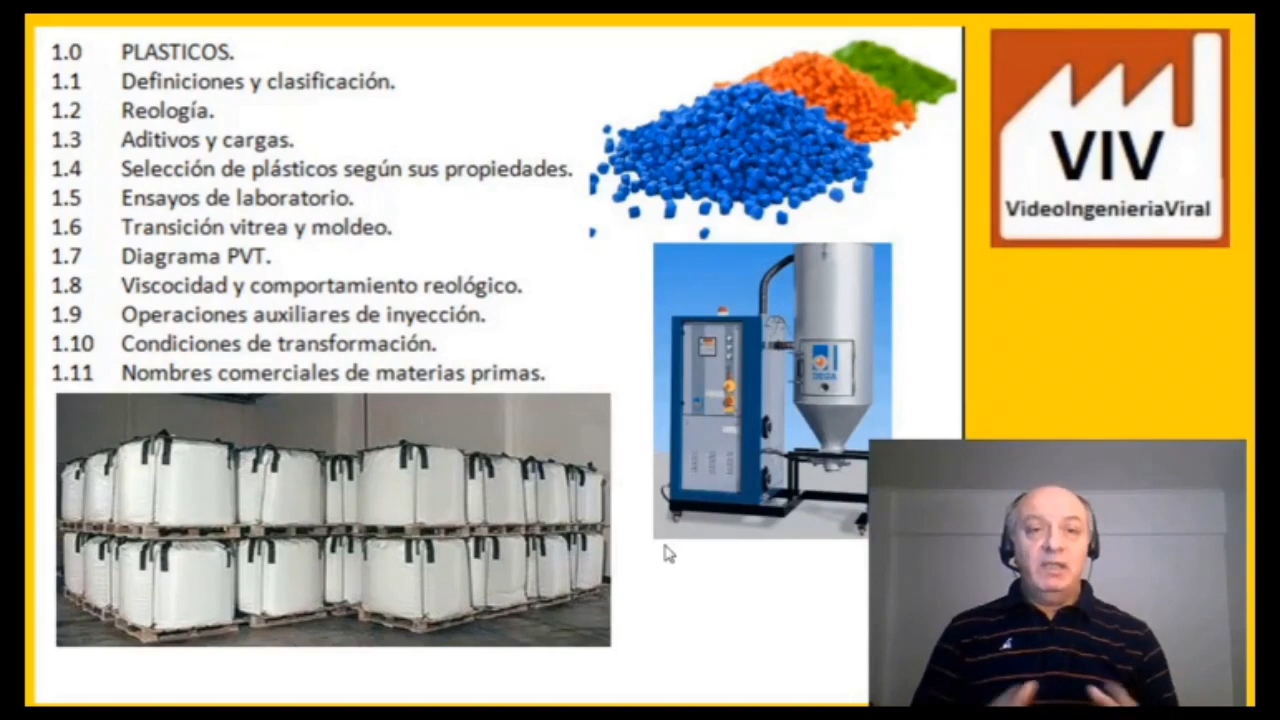 1.0 PLASTICOS.
1.1 Definiciones y clasificación.
1.2 Reología.
1.3 Aditivos y cargas.
1.4 Selección de plásticos según sus propiedades.
1.5 Ensayos de laboratorio.
1.6 Transición vitrea y moldeo.
1.7 Diagrama PVT.
1.8 Viscocidad y comportamiento reológico.
1.9 Operaciones auxiliares de inyección.
1.10 Condiciones de transformación.
1.11 Nombres comerciales de materias primas.
VIV
VideoIngenieriaViral